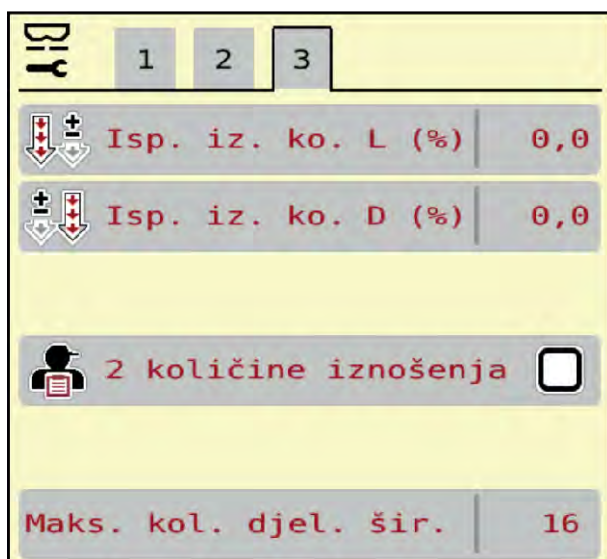 1 2 3
Isp. iz. ko. L (%) 0,0
Isp. iz. ko. D (%) 0,0
2 količine iznošenja
Maks. kol. djel. šir. 16